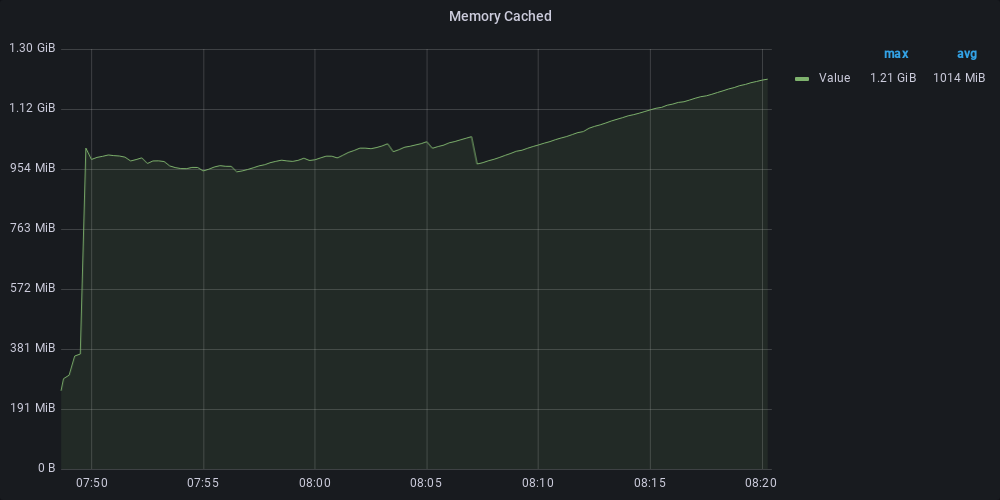 Memory Cached
1.30 GiB
1.12 GiB
954 MiB
763 MiB
572 MiB
381 MiB
191 MiB
0 B
07:50 07:55 08:00 08:05 08:10 08:15 08:20
max avg
Value 1.21 GiB 1014 MiB